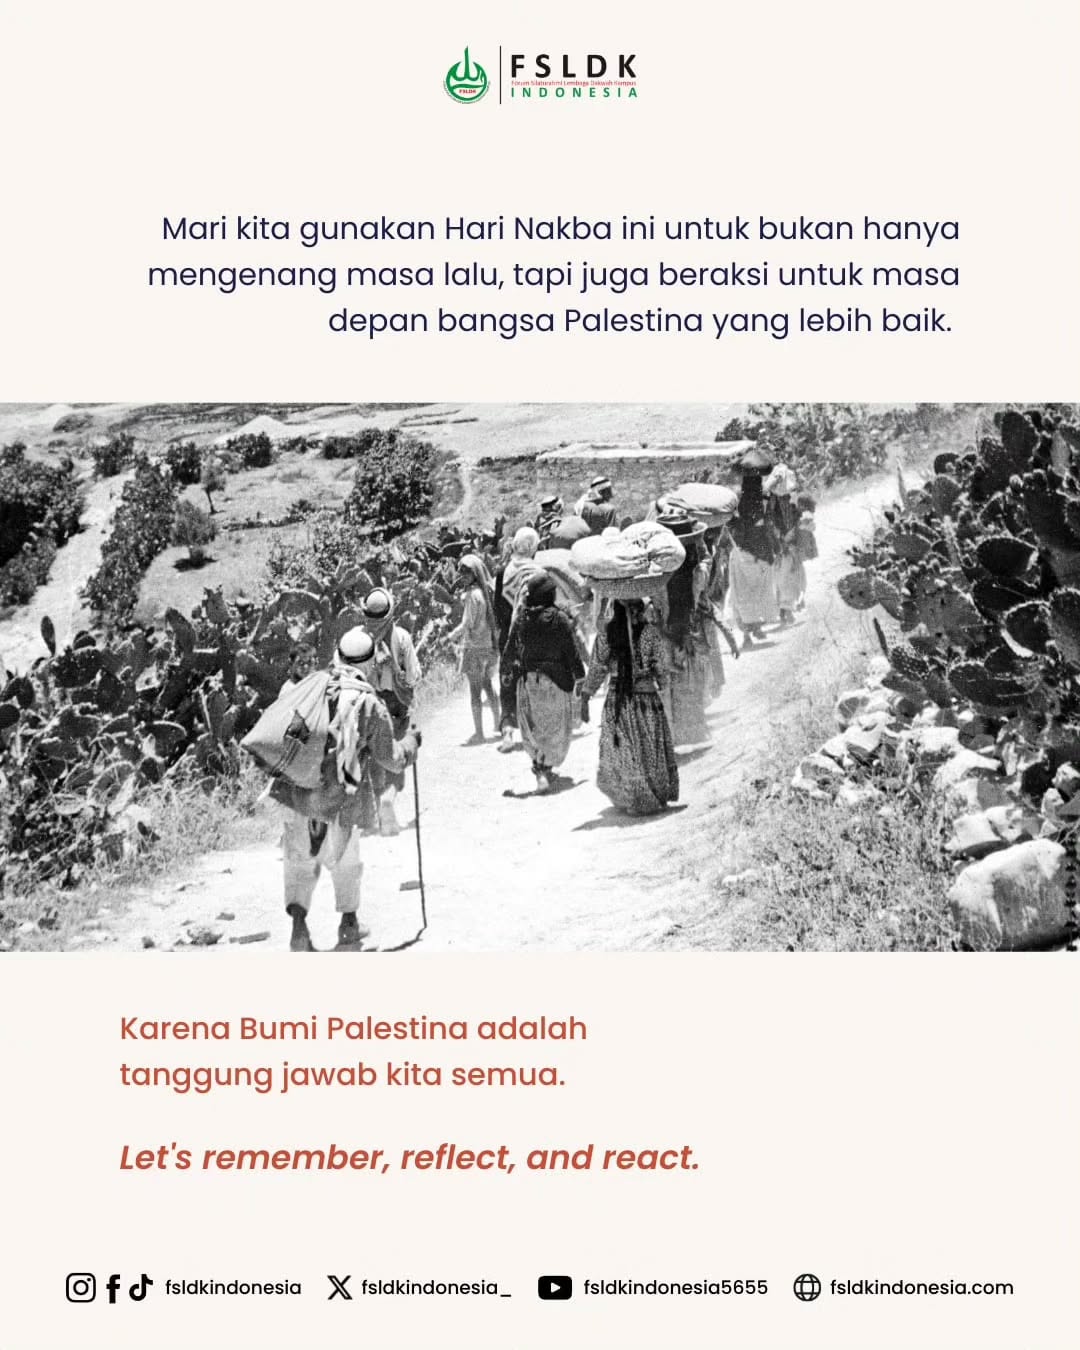 FSLDK
Forum Silaturahmi Lembaga Dakwah Kampus
INDONESIA
FSLDK
Mari kita gunakan Hari Nakba ini untuk bukan hanya
mengenang masa lalu, tapi juga beraksi untuk masa
depan bangsa Palestina yang lebih baik.
Karena Bumi Palestina adalah
tanggung jawab kita semua.
Let's remember, reflect, and react.
fsldkindonesia fsldkindonesia_ fsldkindonesia5655 fsldkindonesia.com